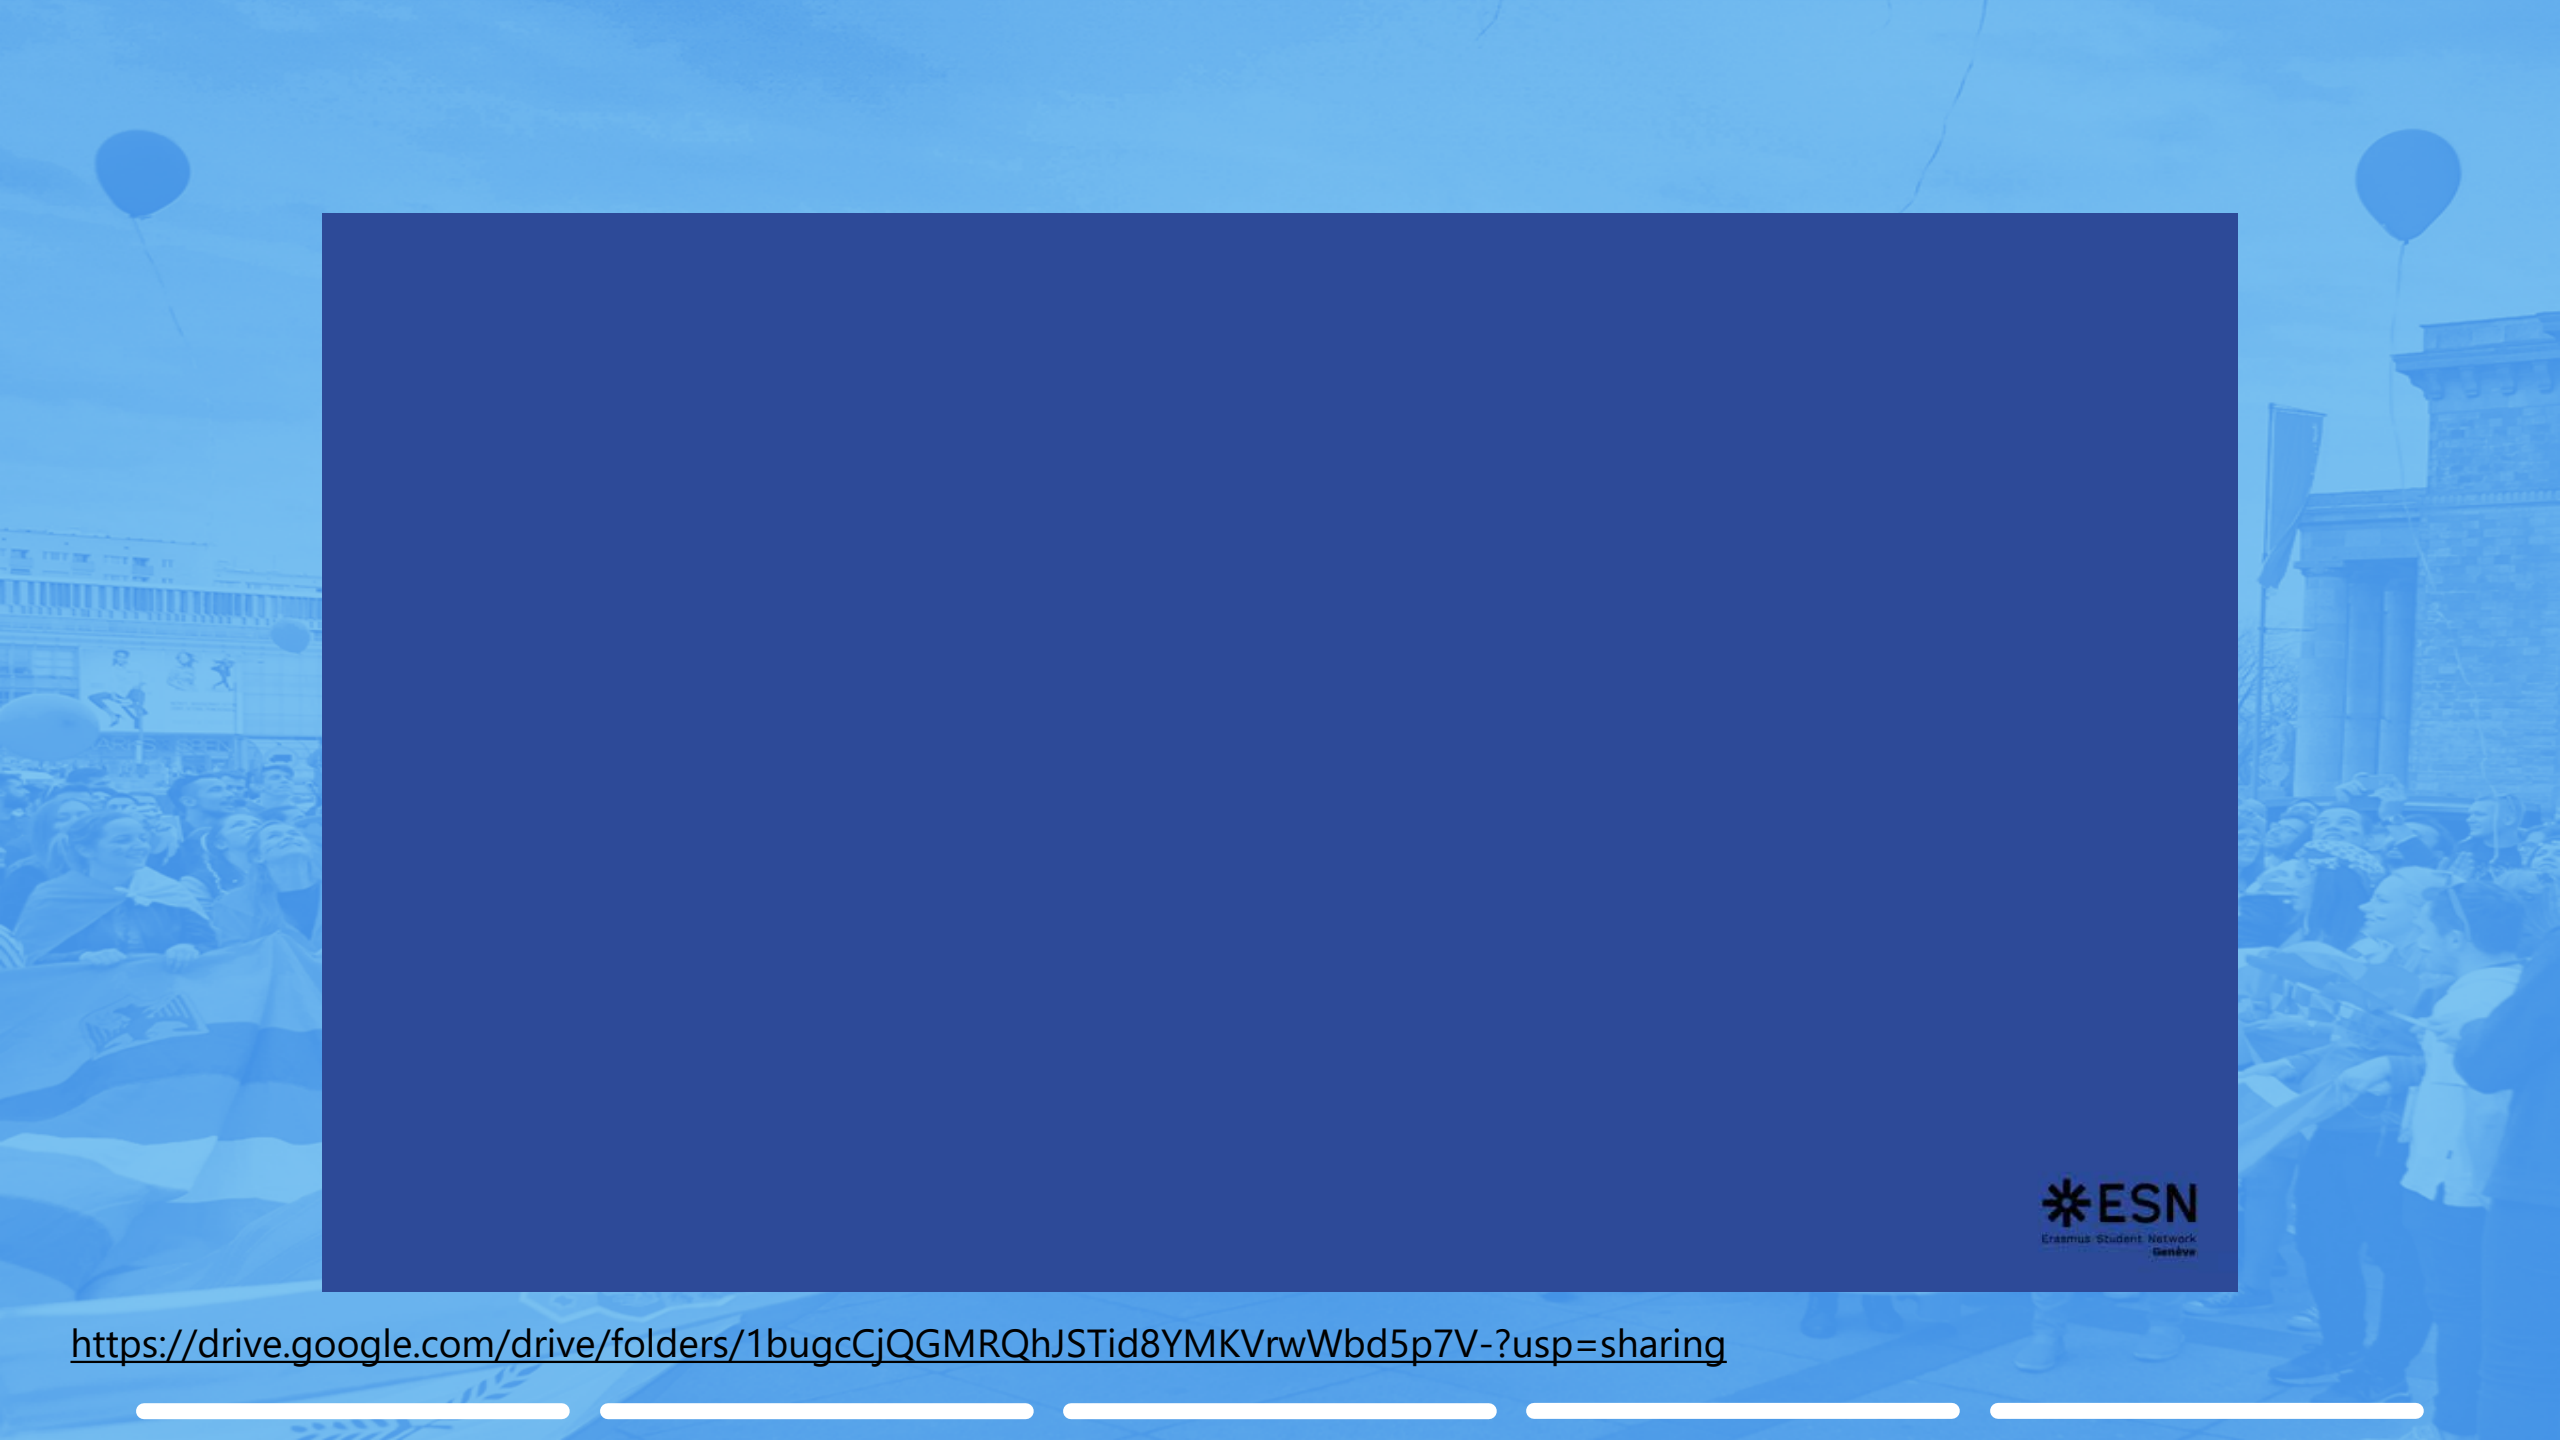 ESN
Erasmus Student Network
Genève
https://drive.google.com/drive/folders/1bugcCjQGMRQhJSTid8YMKVrwWbd5p7V-?usp=sharing